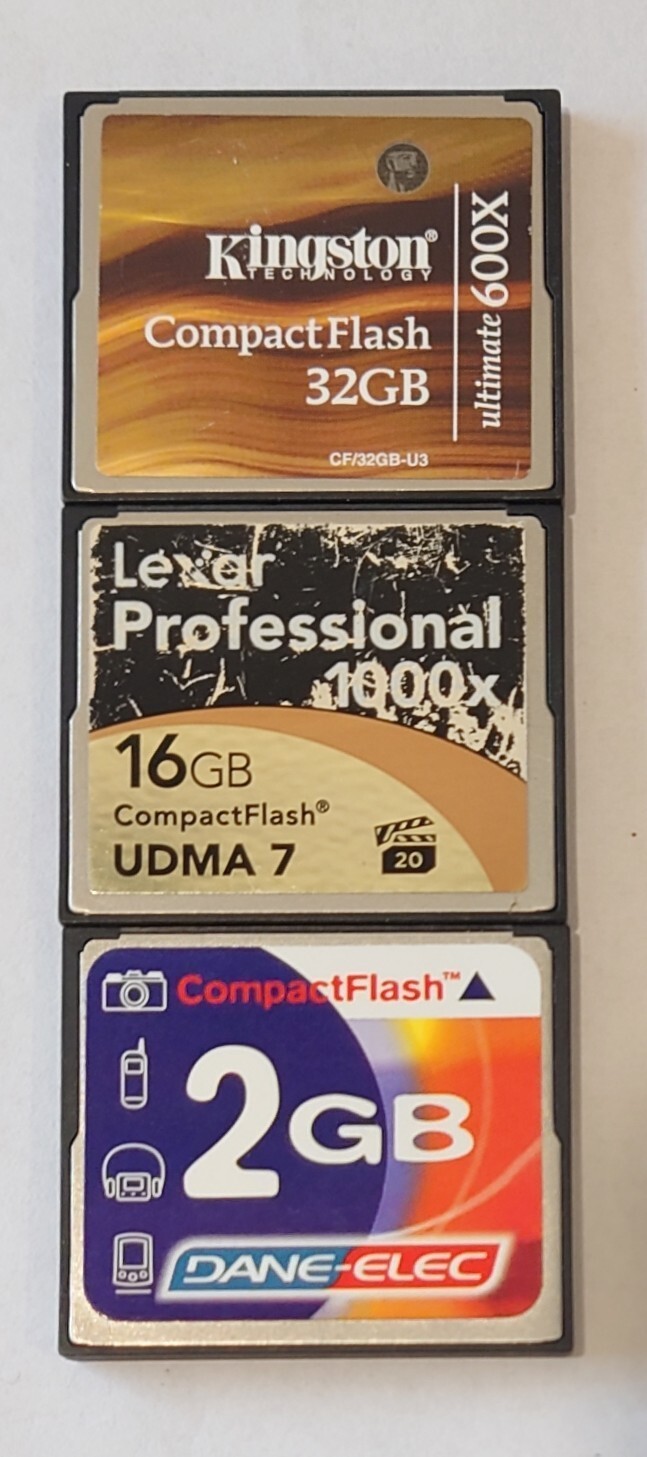 Kingston®
TECHNOLOGY
CompactFlash
32GB
CF/32GB-U3
ultimate 600X
Lexar
Professional
1000x
16GB
CompactFlash®
UDMA 7
20
CompactFlash™
2GB
DANE-ELEC